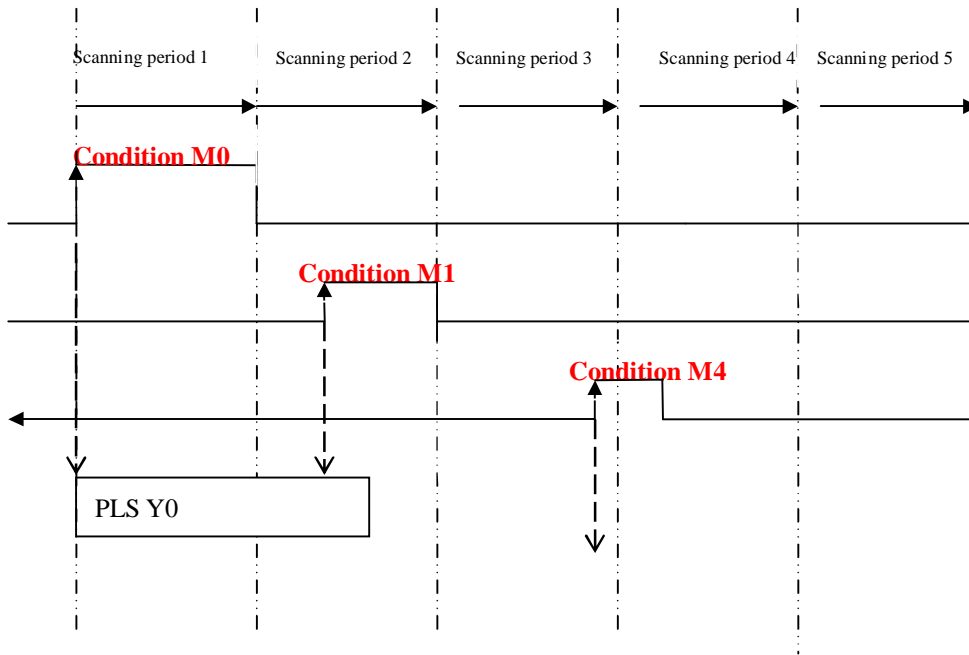 Scanning period 1
Scanning period 2
Scanning period 3
Scanning period 4
Scanning period 5
Condition M0
Condition M1
Condition M4
PLS Y0